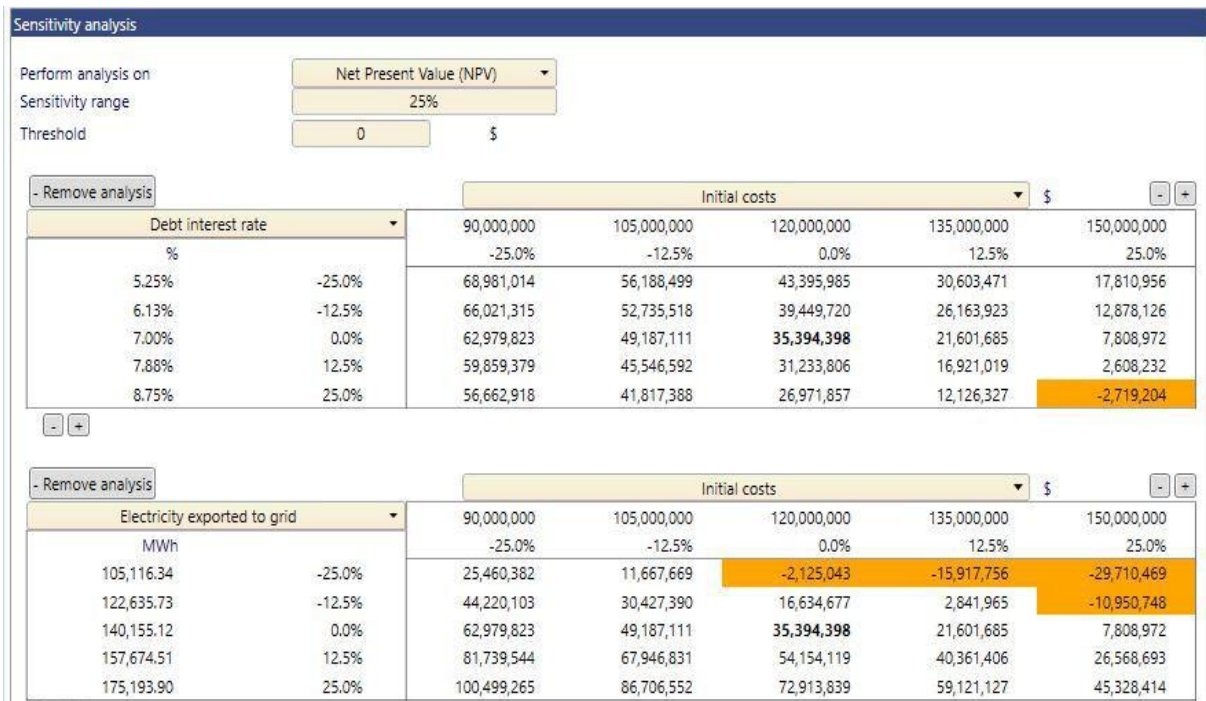 Sensitivity analysis
Perform analysis on Net Present Value (NPV)
Sensitivity range 25%
Threshold 0 $
- Remove analysis Initial costs $ - +
Debt interest rate 90,000,000 105,000,000 120,000,000 135,000,000 150,000,000
% -25.0% -12.5% 0.0% 12.5% 25.0%
5.25% -25.0% 68,981,014 56,188,499 43,395,985 30,603,471 17,810,956
6.13% -12.5% 66,021,315 52,735,518 39,449,720 26,163,923 12,878,126
7.00% 0.0% 62,979,823 49,187,111 35,394,398 21,601,685 7,808,972
7.88% 12.5% 59,859,379 45,546,592 31,233,806 16,921,019 2,608,232
8.75% 25.0% 56,662,918 41,817,388 26,971,857 12,126,327 -2,719,204
- +
- Remove analysis Initial costs $ - +
Electricity exported to grid 90,000,000 105,000,000 120,000,000 135,000,000 150,000,000
MWh -25.0% -12.5% 0.0% 12.5% 25.0%
105,116.34 -25.0% 25,460,382 11,667,669 -2,125,043 -15,917,756 -29,710,469
122,635.73 -12.5% 44,220,103 30,427,390 16,634,677 2,841,965 -10,950,748
140,155.12 0.0% 62,979,823 49,187,111 35,394,398 21,601,685 7,808,972
157,674.51 12.5% 81,739,544 67,946,831 54,154,119 40,361,406 26,568,693
175,193.90 25.0% 100,499,265 86,706,552 72,913,839 59,121,127 45,328,414